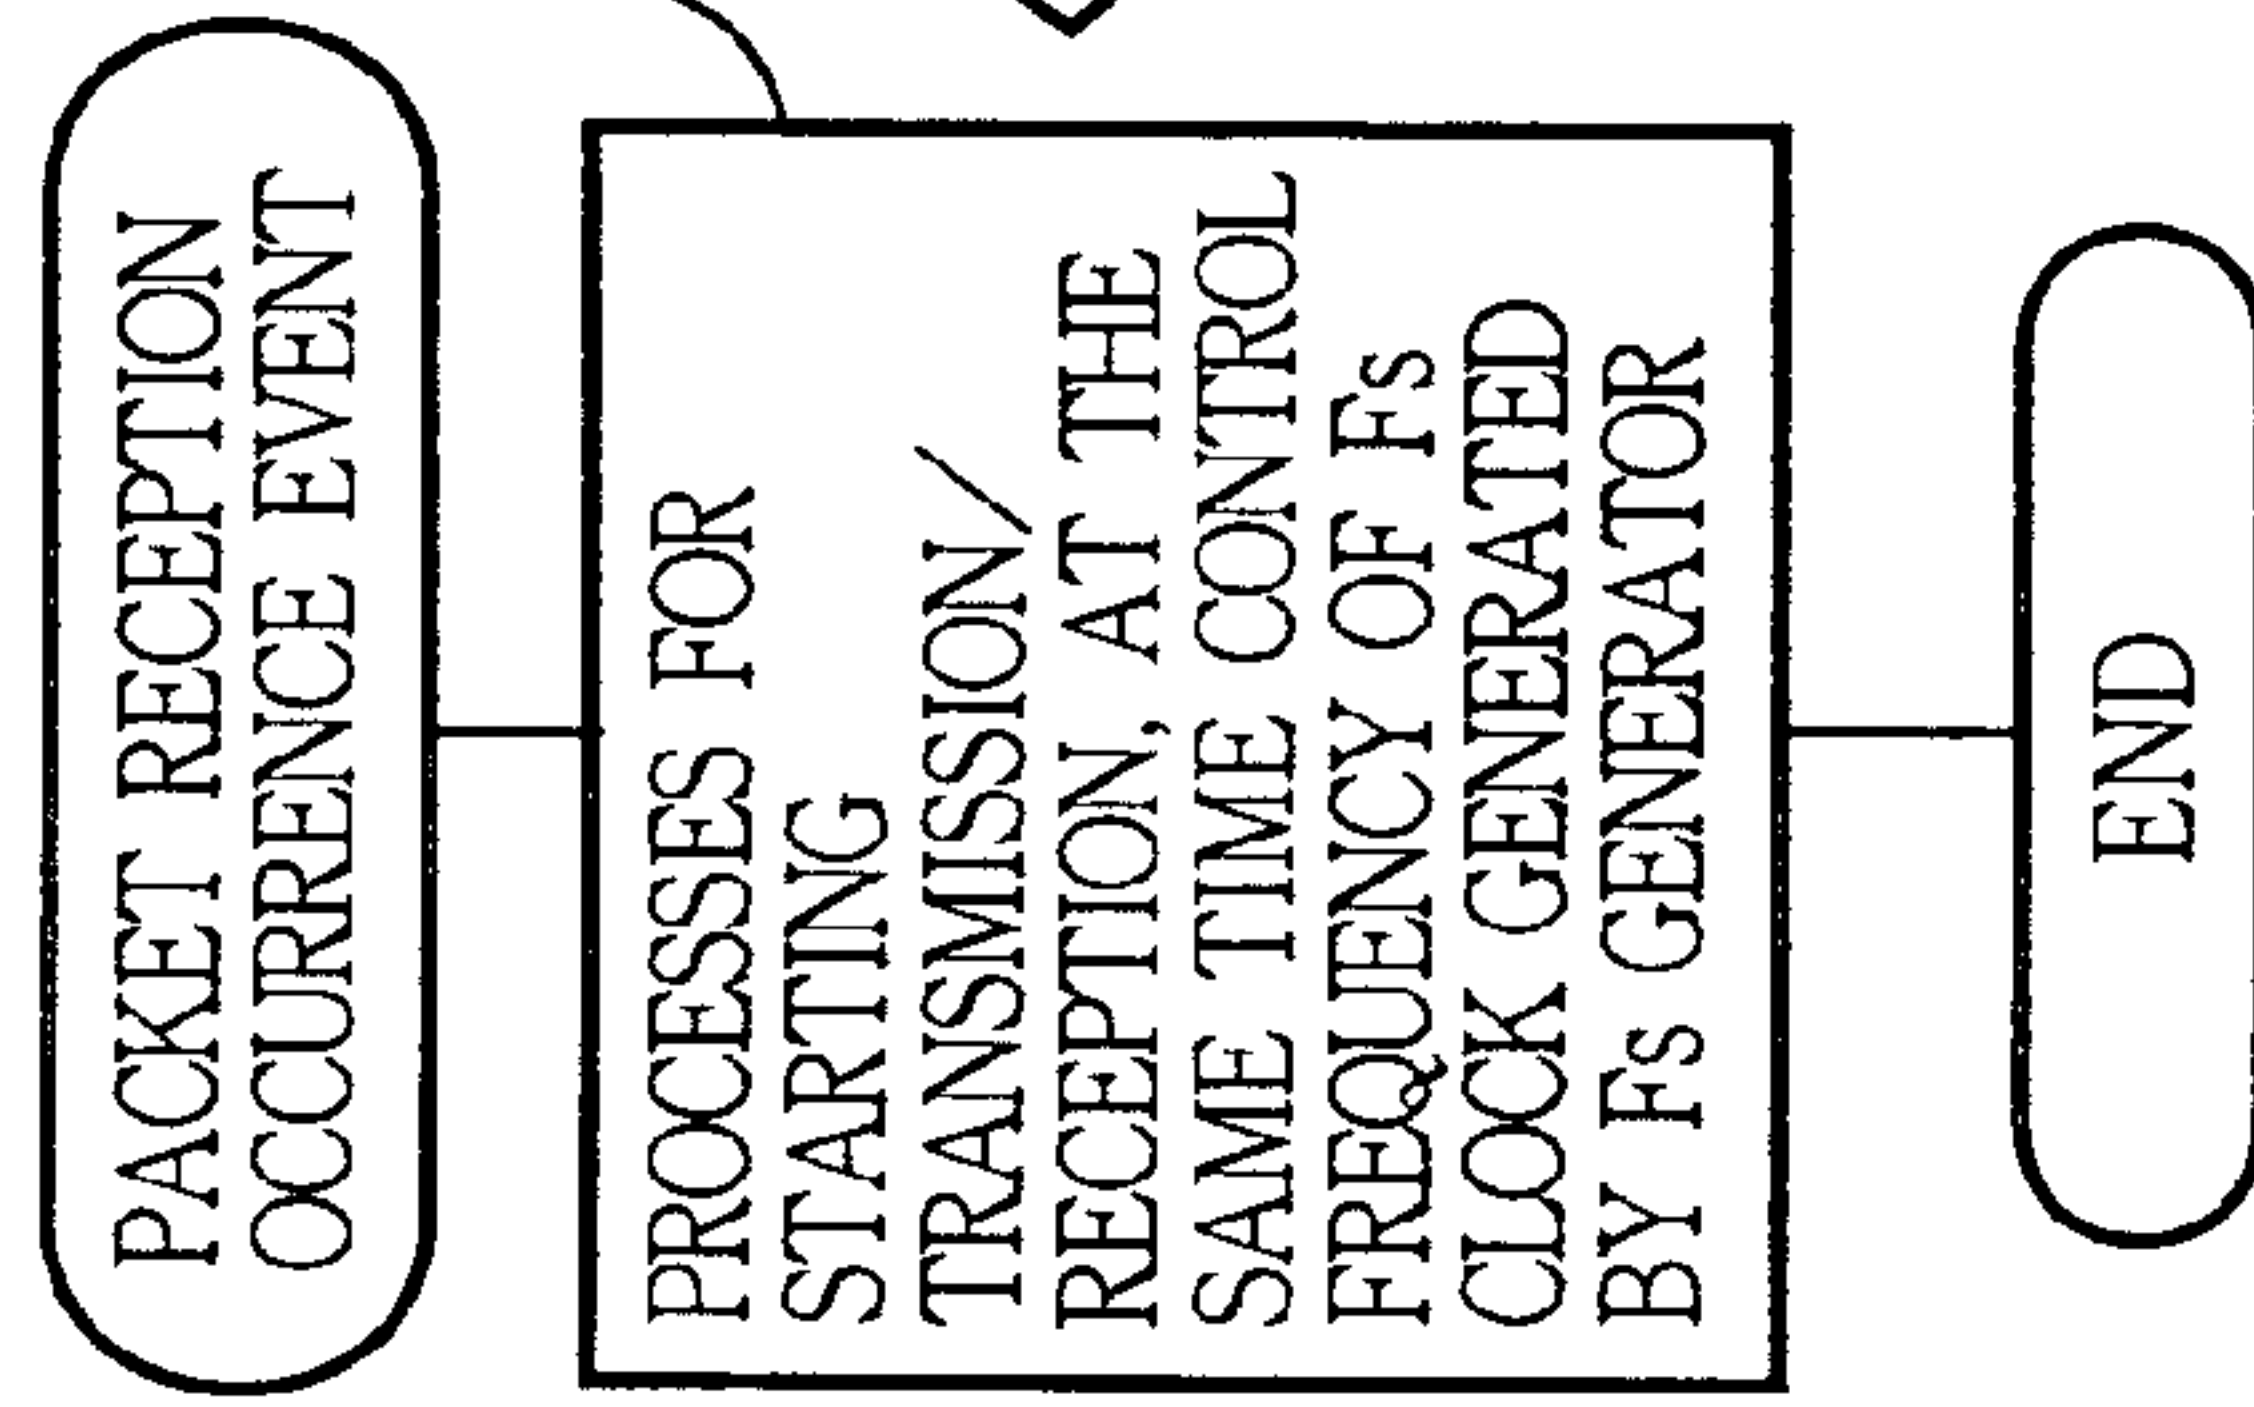 PACKET RECEPTION
OCCURRENCE EVENT
PROCESSES FOR
STARTING
TRANSMISSION/
RECEPTION, AT THE
SAME TIME CONTROL
FREQUENCY OF Fs
CLOCK GENERATED
BY Fs GENERATOR
END